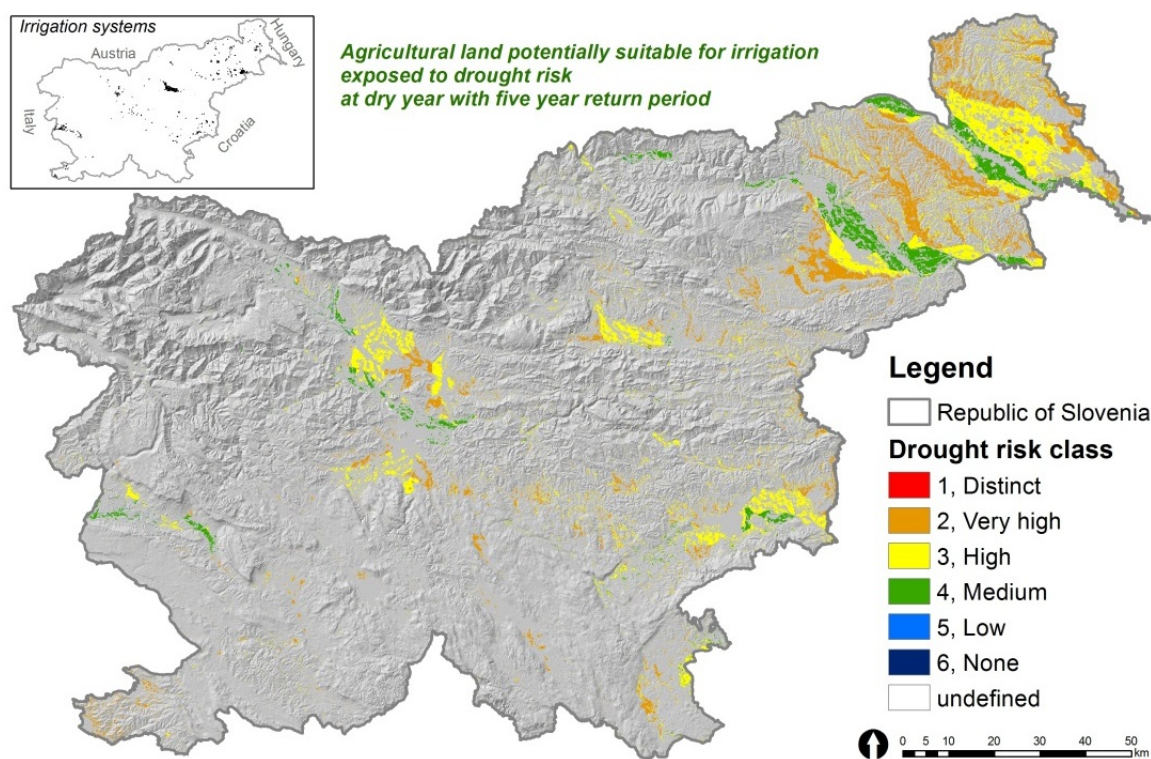 Irrigation systems
Austria
Hungary
Italy
Croatia
Agricultural land potentially suitable for irrigation
exposed to drought risk
at dry year with five year return period
Legend
Republic of Slovenia
Drought risk class
1, Distinct
2, Very high
3, High
4, Medium
5, Low
6, None
undefined
0 5 10 20 30 40 50
km